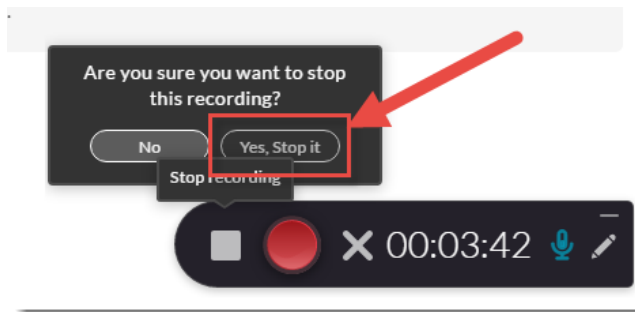 Are you sure you want to stop
this recording?
No
Yes, Stop it
Stop recording
00:03:42